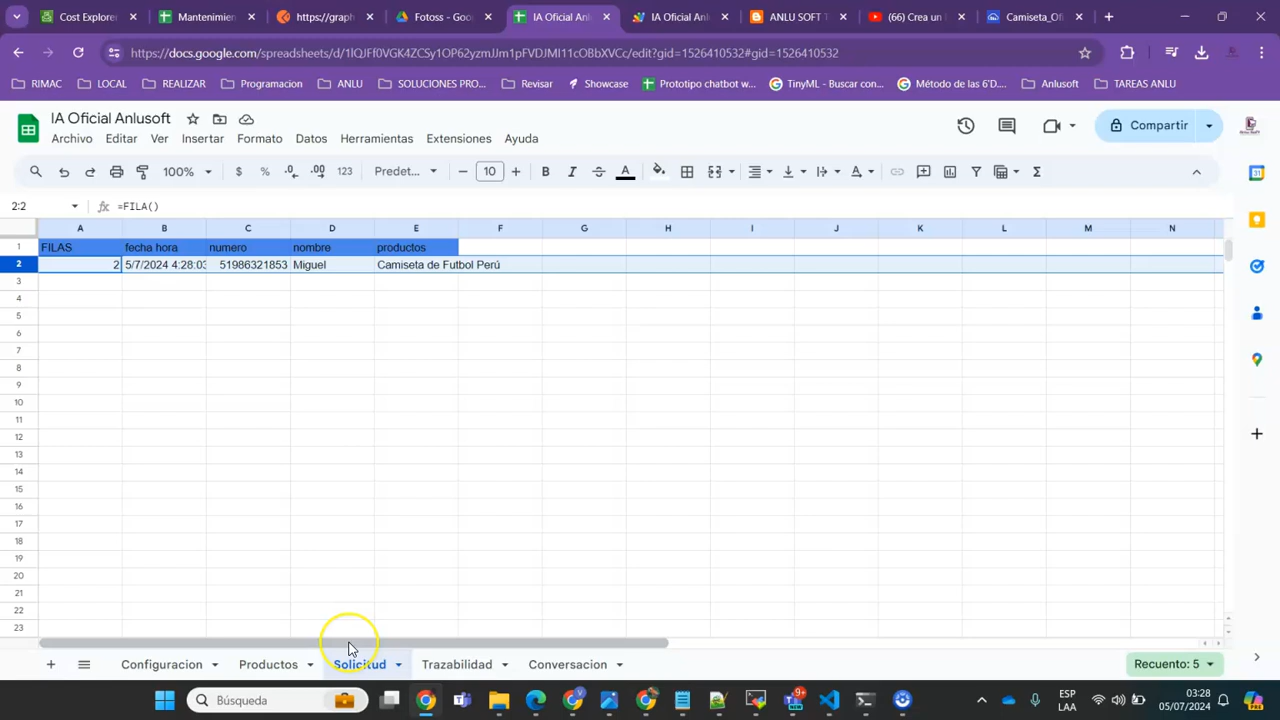 Cost Explorer
Mantenimien
https://graph
Fotoss - Goo
IA Oficial Anl
IA Oficial Anlu
ANLU SOFT T
(66) Crea un
Camiseta_Ofi
https://docs.google.com/spreadsheets/d/1lQJFf0VGK4ZCSy1OP62yzmJJm1pFVDJMI11cOBbXVCc/edit?gid=1526410532#gid=1526410532
RIMAC
LOCAL
REALIZAR
Programacion
ANLU
SOLUCIONES PRO...
Revisar
Showcase
Prototipo chatbot w...
TinyML - Buscar con...
Método de las 6'D...
Anlusoft
TAREAS ANLU
IA Oficial Anlusoft
Compartir
Archivo Editar Ver Insertar Formato Datos Herramientas Extensiones Ayuda
100% $ % .0 .00 123 Predet... 10
2:2 =FILA()
A B C D E F G H I J K L M N
1 FILAS fecha hora numero nombre productos
2 2 5/7/2024 4:28:03 51986321853 Miguel Camiseta de Futbol Perú
3
4
5
6
7
8
9
10
11
12
13
14
15
16
17
18
19
20
21
22
23
Configuracion Productos Solicitud Trazabilidad Conversacion Recuento: 5
Búsqueda
9+
ESP
LAA
03:28
05/07/2024